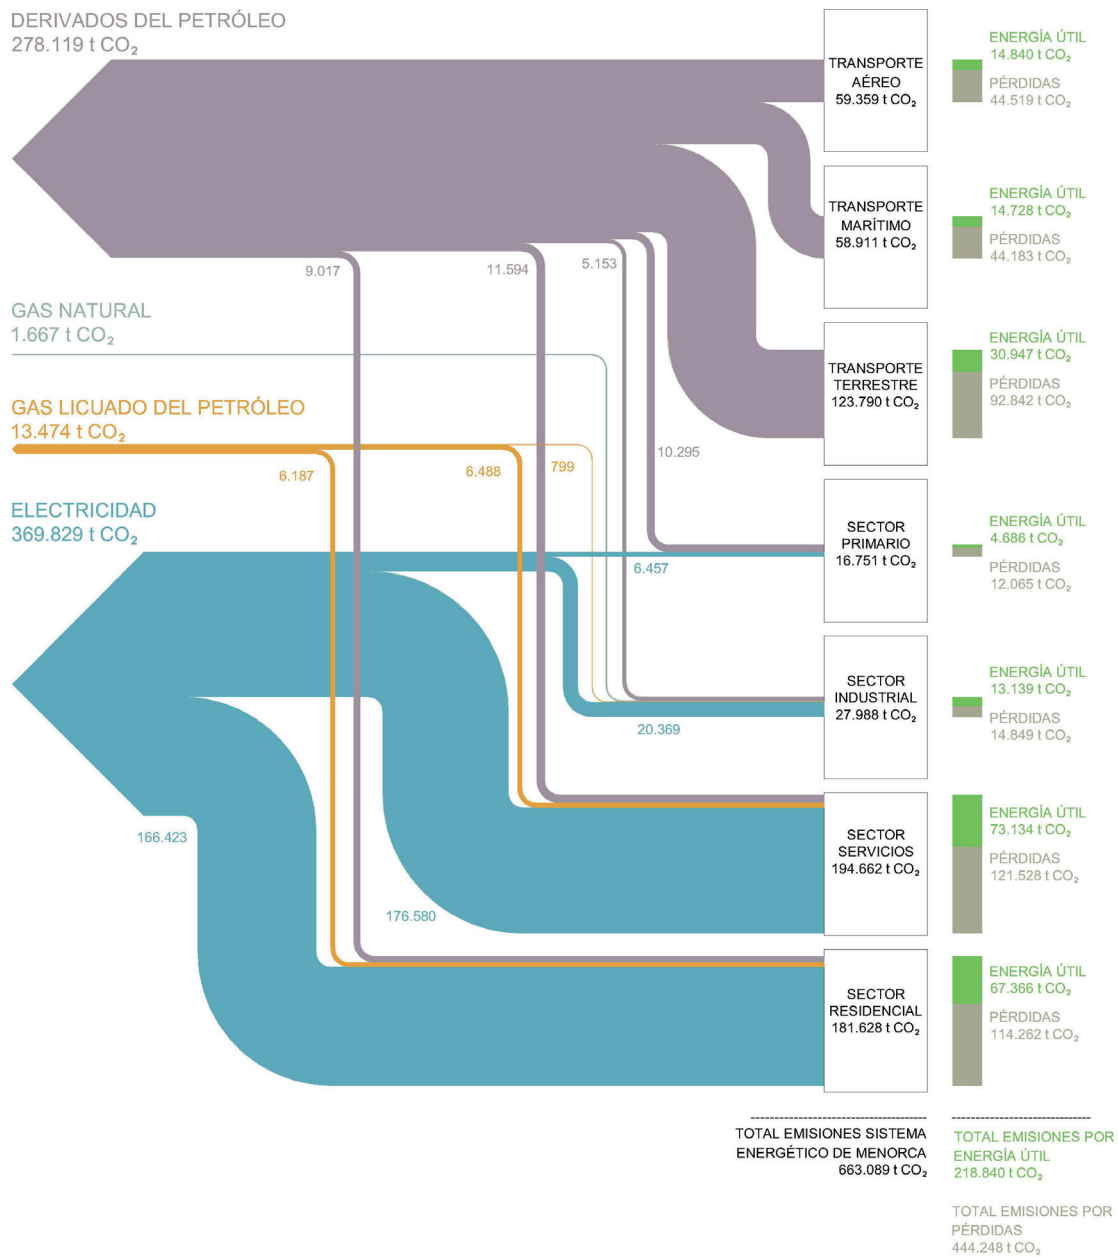 DERIVADOS DEL PETRÓLEO
278.119 t CO₂
9.017
11.594
5.153
10.295
GAS NATURAL
1.667 t CO₂
GAS LICUADO DEL PETRÓLEO
13.474 t CO₂
6.187
6.488
799
ELECTRICIDAD
369.829 t CO₂
6.457
20.369
166.423
176.580
TRANSPORTE
AÉREO
59.359 t CO₂
ENERGÍA ÚTIL
14.840 t CO₂
PÉRDIDAS
44.519 t CO₂
TRANSPORTE
MARÍTIMO
58.911 t CO₂
ENERGÍA ÚTIL
14.728 t CO₂
PÉRDIDAS
44.183 t CO₂
TRANSPORTE
TERRESTRE
123.790 t CO₂
ENERGÍA ÚTIL
30.947 t CO₂
PÉRDIDAS
92.842 t CO₂
SECTOR
PRIMARIO
16.751 t CO₂
ENERGÍA ÚTIL
4.686 t CO₂
PÉRDIDAS
12.065 t CO₂
SECTOR
INDUSTRIAL
27.988 t CO₂
ENERGÍA ÚTIL
13.139 t CO₂
PÉRDIDAS
14.849 t CO₂
SECTOR
SERVICIOS
194.662 t CO₂
ENERGÍA ÚTIL
73.134 t CO₂
PÉRDIDAS
121.528 t CO₂
SECTOR
RESIDENCIAL
181.628 t CO₂
ENERGÍA ÚTIL
67.366 t CO₂
PÉRDIDAS
114.262 t CO₂
TOTAL EMISIONES SISTEMA
ENERGÉTICO DE MENORCA
663.089 t CO₂
TOTAL EMISIONES POR
ENERGÍA ÚTIL
218.840 t CO₂
TOTAL EMISIONES POR
PÉRDIDAS
444.248 t CO₂